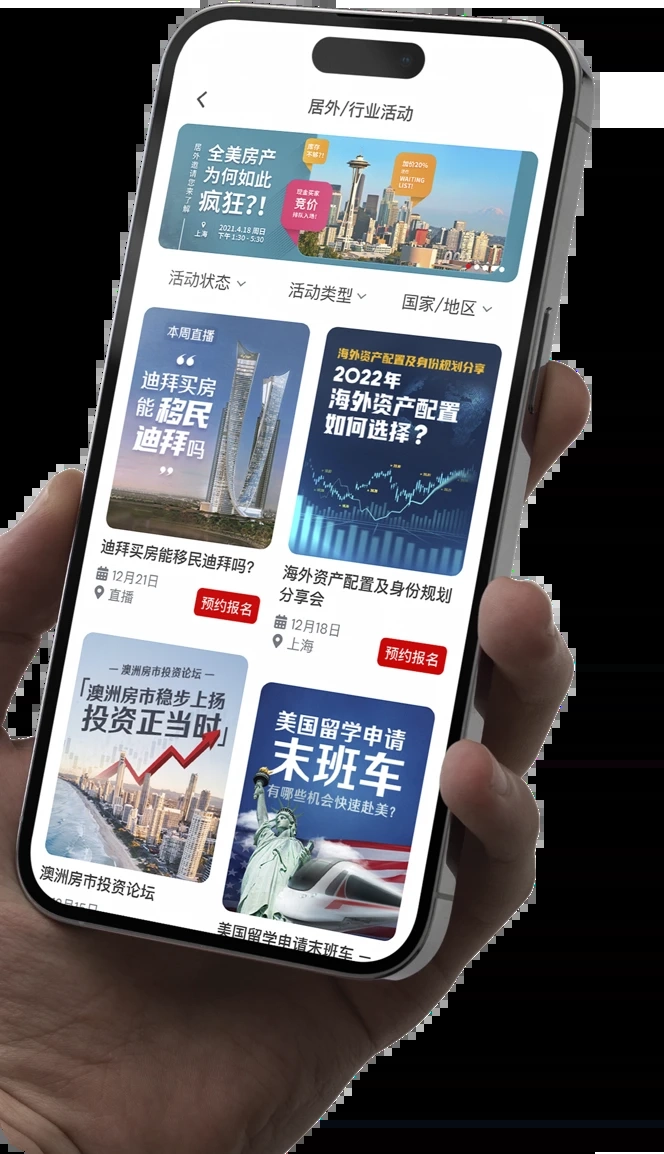 居外/行业活动
居外邀请您来了解
全美房产
为何如此
疯狂?!
上海
2021.4.18 周日
下午 1:30 - 5:30
库存
不够?!
现金买家
竞价
排队入场!
加价20%
WAITING
LIST!
活动状态
活动类型
国家/地区
本周直播
“
迪拜买房
能移民
迪拜吗
”
迪拜买房能移民迪拜吗?
12月21日
直播
预约报名
海外资产配置及身份规划分享
2022年
海外资产配置
如何选择?
海外资产配置及身份规划
分享会
12月18日
上海
预约报名
— 澳洲房市投资论坛 —
「澳洲房市稳步上扬
投资正当时」
澳洲房市投资论坛
美国留学申请
末班车
有哪些机会快速赴美?
美国留学申请末班车 —